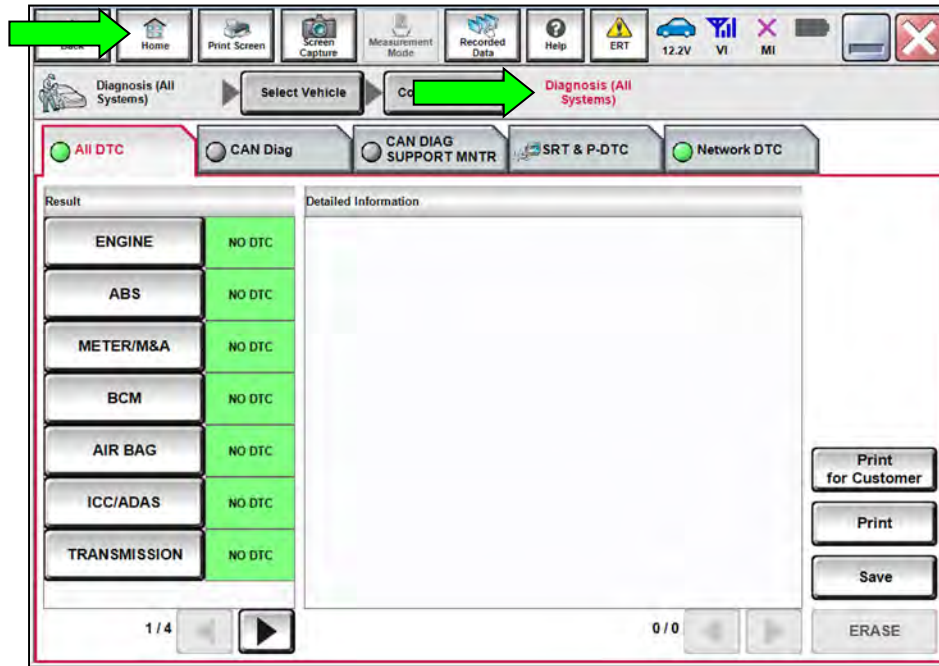 Back
Home
Print Screen
Screen
Capture
Measurement
Mode
Recorded
Data
Help
ERT
12.2V
VI
MI
Diagnosis (All
Systems)
Select Vehicle
Co
Diagnosis (All
Systems)
All DTC
CAN Diag
CAN DIAG
SUPPORT MNTR
SRT & P-DTC
Network DTC
Result
Detailed Information
ENGINE NO DTC
ABS NO DTC
METER/M&A NO DTC
BCM NO DTC
AIR BAG NO DTC
ICC/ADAS NO DTC
TRANSMISSION NO DTC
Print
for Customer
Print
Save
1/4
0/0
ERASE